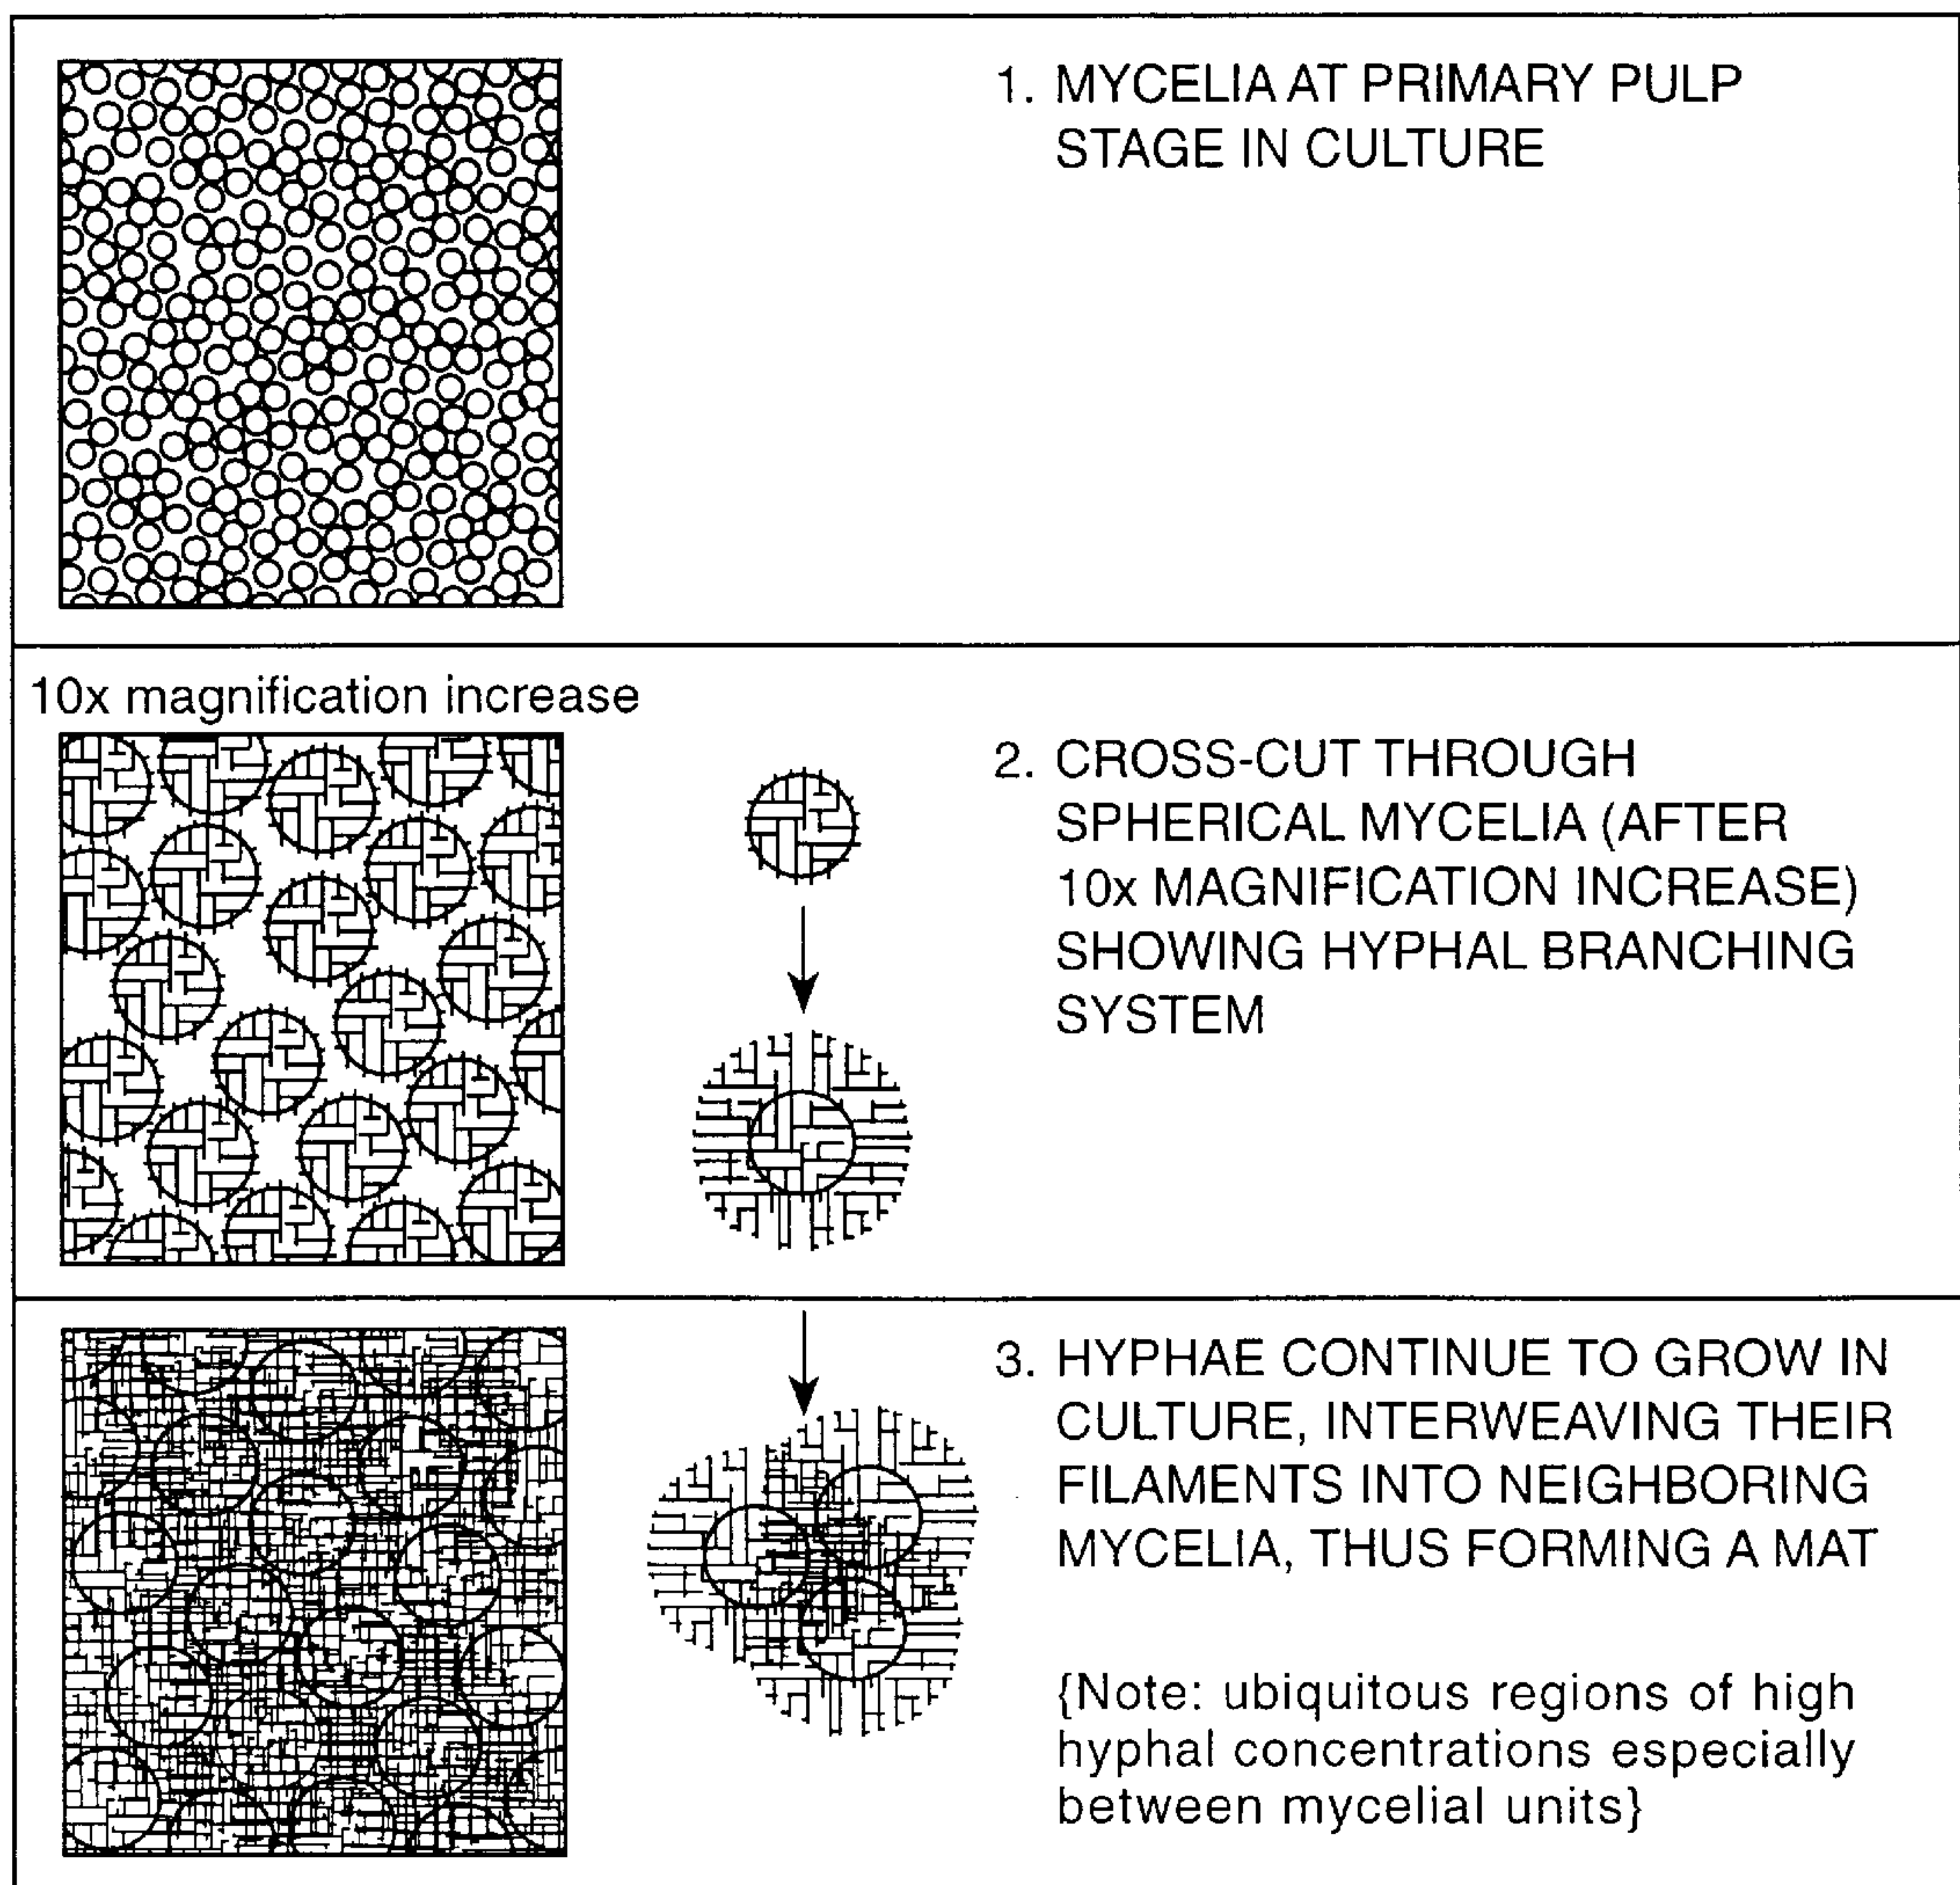 1. MYCELIA AT PRIMARY PULP
STAGE IN CULTURE
10x magnification increase
2. CROSS-CUT THROUGH
SPHERICAL MYCELIA (AFTER
10x MAGNIFICATION INCREASE)
SHOWING HYPHAL BRANCHING
SYSTEM
3. HYPHAE CONTINUE TO GROW IN
CULTURE, INTERWEAVING THEIR
FILAMENTS INTO NEIGHBORING
MYCELIA, THUS FORMING A MAT
{Note: ubiquitous regions of high
hyphal concentrations especially
between mycelial units}